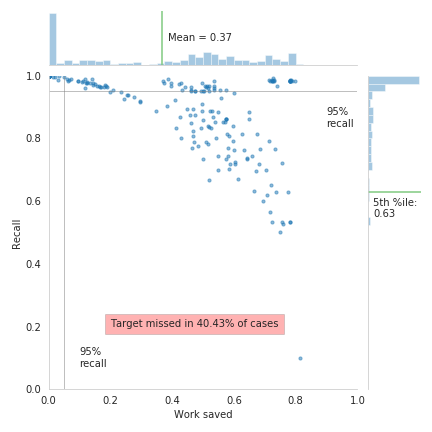 Mean = 0.37
1.0
0.8
0.6
0.4
0.2
0.0
Recall
95%
recall
5th %ile:
0.63
Target missed in 40.43% of cases
95%
recall
0.0 0.2 0.4 0.6 0.8 1.0
Work saved